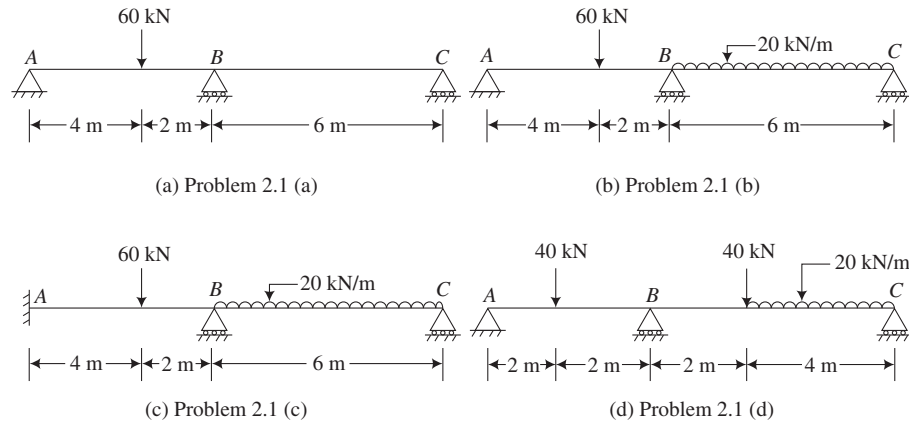 60 kN
A
B
C
4 m
2 m
6 m
(a) Problem 2.1 (a)
60 kN
20 kN/m
A
B
C
4 m
2 m
6 m
(b) Problem 2.1 (b)
60 kN
20 kN/m
A
B
C
4 m
2 m
6 m
(c) Problem 2.1 (c)
40 kN
40 kN
20 kN/m
A
B
C
2 m
2 m
2 m
4 m
(d) Problem 2.1 (d)